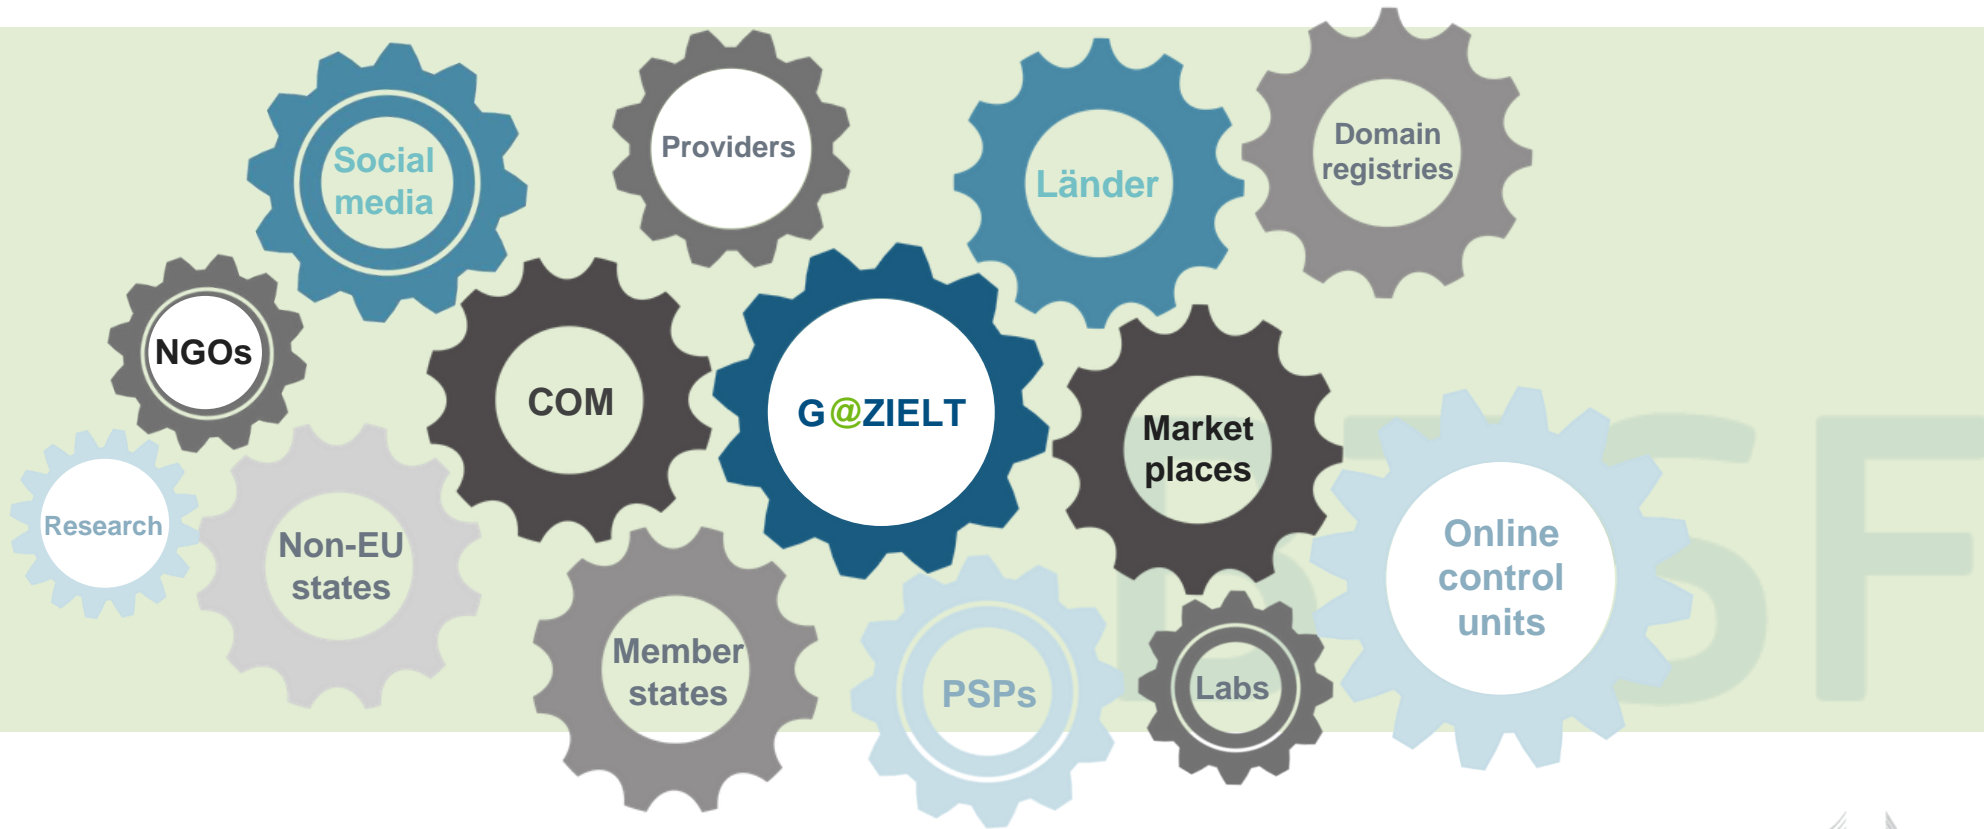 Social
media
Providers
Länder
Domain
registries
NGOs
COM
G@ZIELT
Market
places
Research
Non-EU
states
Online
control
units
Member
states
PSPs
Labs